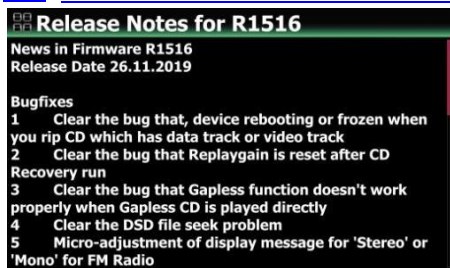 Release Notes for R1516
News in Firmware R1516
Release Date 26.11.2019
Bugfixes
1 Clear the bug that, device rebooting or frozen when
you rip CD which has data track or video track
2 Clear the bug that Replaygain is reset after CD
Recovery run
3 Clear the bug that Gapless function doesn't work
properly when Gapless CD is played directly
4 Clear the DSD file seek problem
5 Micro-adjustment of display message for 'Stereo' or
'Mono' for FM Radio